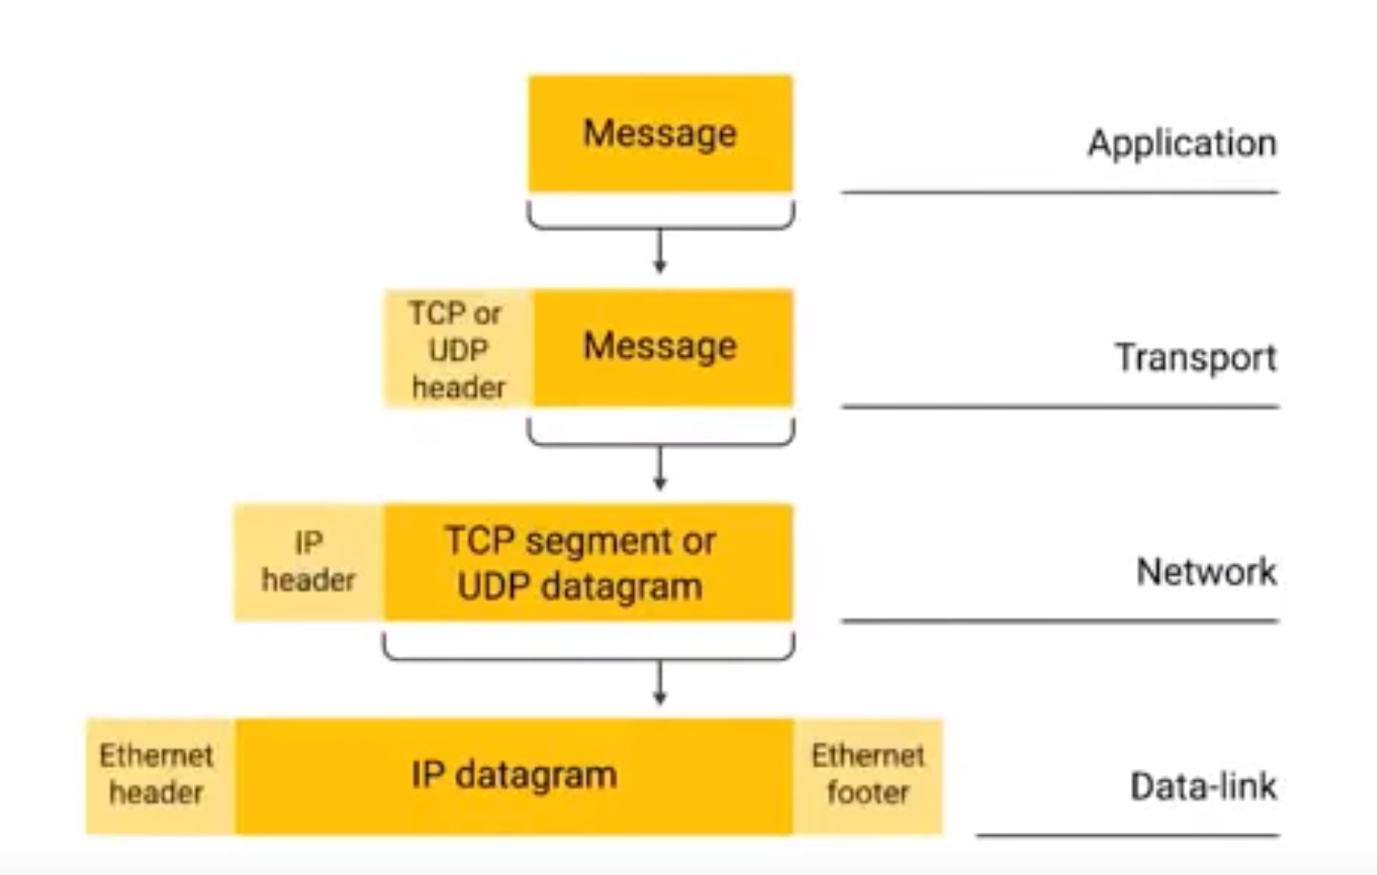 Message
Application
TCP or
UDP
header
Message
Transport
IP
header
TCP segment or
UDP datagram
Network
Ethernet
header
IP datagram
Ethernet
footer
Data-link